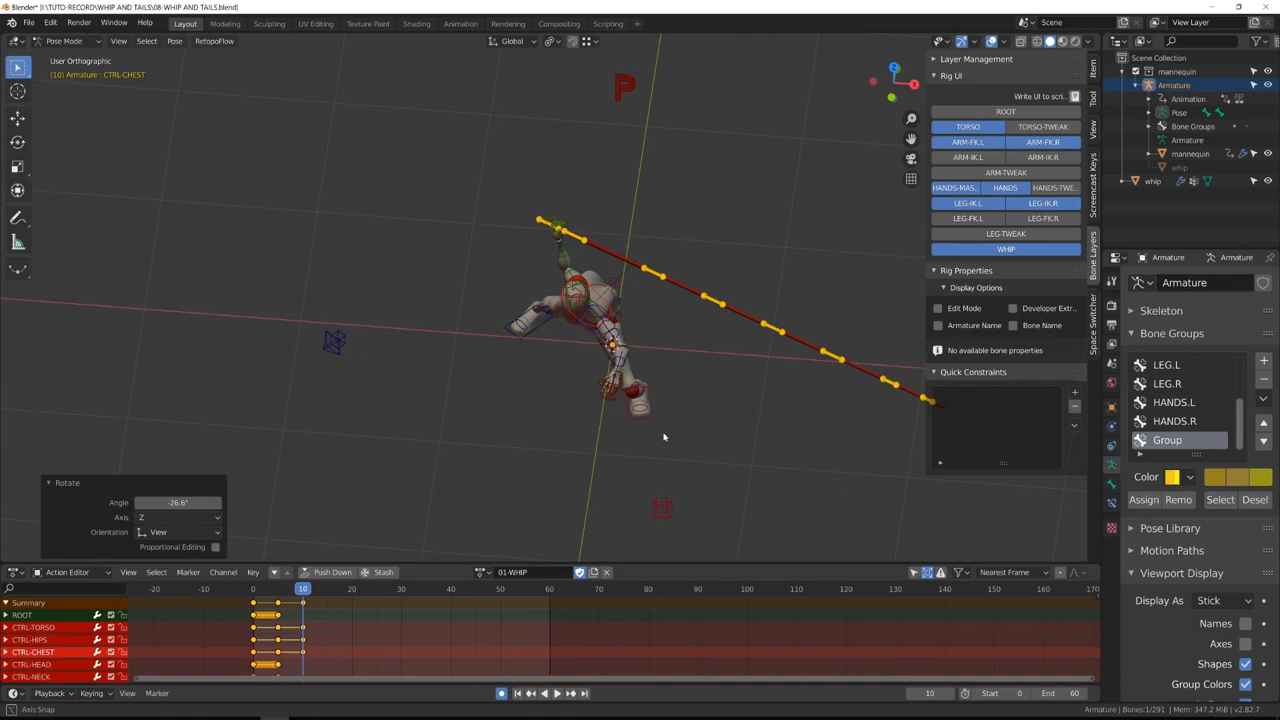 Blender* [I:\TUTO-RECORD\WHIP AND TAILS\08-WHIP AND TAILS.blend]
File Edit Render Window Help Layout Modeling Sculpting UV Editing Texture Paint Shading Animation Rendering Compositing Scripting + Scene View Layer
Pose Mode View Select Pose RetopoFlow Global
User Orthographic
(10) Armature : CTRL-CHEST
P
Z
X
Layer Management
Rig UI
Write UI to scri...
ROOT
TORSO TORSO-TWEAK
ARM-FK.L ARM-FK.R
ARM-IK.L ARM-IK.R
ARM-TWEAK
HANDS-MAS... HANDS HANDS-TWE...
LEG-IK.L LEG-IK.R
LEG-FK.L LEG-FK.R
LEG-TWEAK
WHIP
Rig Properties
Display Options
Edit Mode Developer Extr...
Armature Name Bone Name
No available bone properties
Quick Constraints
Item
Tool
View
Screencast Keys
Bone Layers
Space Switcher
Scene Collection
mannequin
Armature
Animation
Pose
Bone Groups
Armature
mannequin
whip
whip
Armature Armature
Armature
Skeleton
Bone Groups
LEG.L
LEG.R
HANDS.L
HANDS.R
Group
Color
Assign Remo Select Desel
Pose Library
Motion Paths
Viewport Display
Display As Stick
Names
Axes
Shapes
Group Colors
Rotate
Angle -26.6°
Axis Z
Orientation View
Proportional Editing
Action Editor View Select Marker Channel Key Push Down Stash 01-WHIP Nearest Frame
-20 -10 0 10 20 30 40 50 60 70 80 90 100 110 120 130 140 150 160 170
Summary
ROOT
CTRL-TORSO
CTRL-HIPS
CTRL-CHEST
CTRL-HEAD
CTRL-NECK
Playback Keying View Marker 10 Start 0 End 60
Axis Snap Armature | Bones:1/291 | Mem: 347.2 MiB | v2.82.7